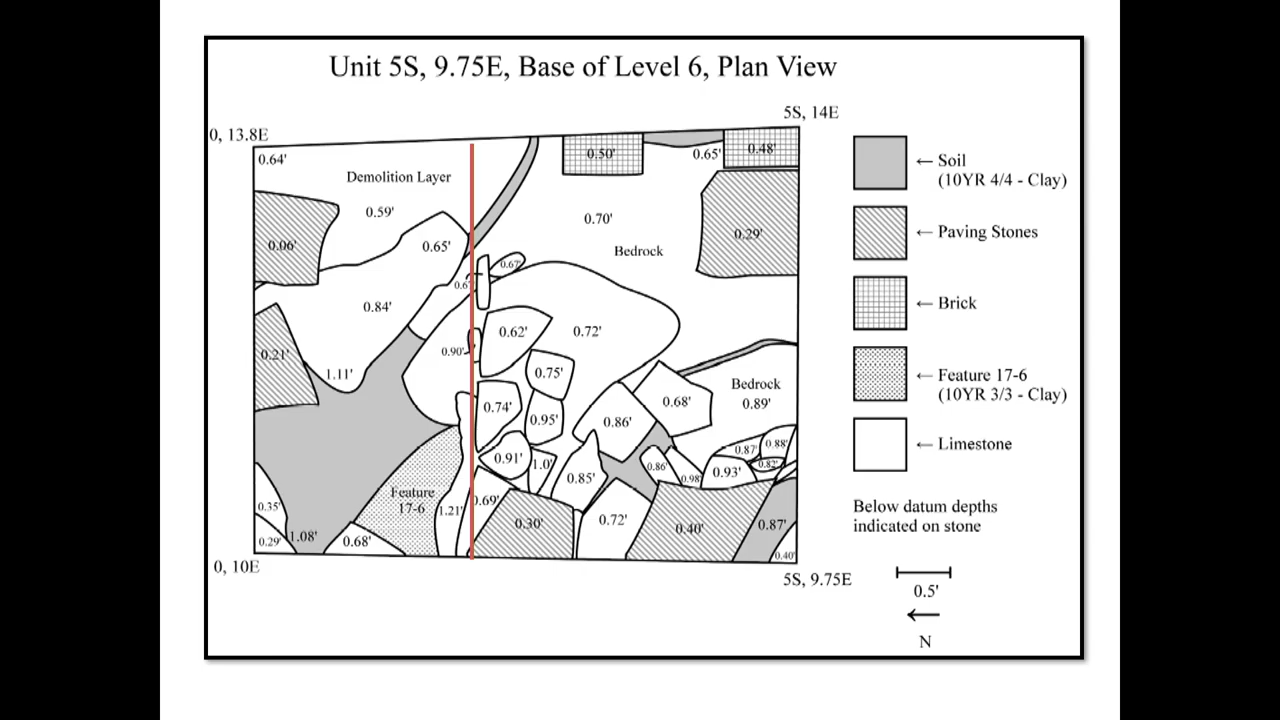 Unit 5S, 9.75E, Base of Level 6, Plan View
5S, 14E
0, 13.8E
0.64'
Demolition Layer
0.59'
0.06'
0.65'
0.84'
0.21'
1.11'
0.50'
0.65'
0.48'
0.70'
Bedrock
0.29'
0.67'
0.6
0.62'
0.72'
0.90'
0.75'
0.74'
0.95'
0.86'
0.68'
Bedrock
0.89'
0.91'
1.0'
0.85'
0.86'
0.98'
0.87'
0.88'
0.82'
0.93'
Feature
17-6
1.21'
0.69'
0.30'
0.72'
0.40'
0.87'
0.40'
0.35'
0.29'
1.08'
0.68'
0, 10E
5S, 9.75E
← Soil
(10YR 4/4 - Clay)
← Paving Stones
← Brick
← Feature 17-6
(10YR 3/3 - Clay)
← Limestone
Below datum depths
indicated on stone
0.5'
N